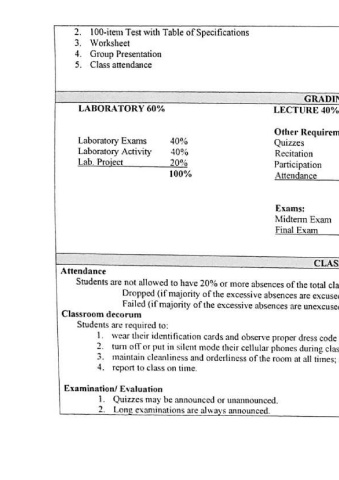 2. 100-item Test with Table of Specifications
3. Worksheet
4. Group Presentation
5. Class attendance
GRADIN
LABORATORY 60%
LECTURE 40%
Other Requirem
Laboratory Exams 40%
Quizzes
Laboratory Activity 40%
Recitation
Lab. Project 20%
Participation
100%
Attendance
Exams:
Midterm Exam
Final Exam
CLAS
Attendance
Students are not allowed to have 20% or more absences of the total cla
Dropped (if majority of the excessive absences are excuse
Failed (if majority of the excessive absences are unexcuse
Classroom decorum
Students are required to:
1. wear their identification cards and observe proper dress code
2. turn off or put in silent mode their cellular phones during clas
3. maintain cleanliness and orderliness of the room at all times;
4. report to class on time.
Examination/ Evaluation
1. Quizzes may be announced or unannounced.
2. Long examinations are always announced.